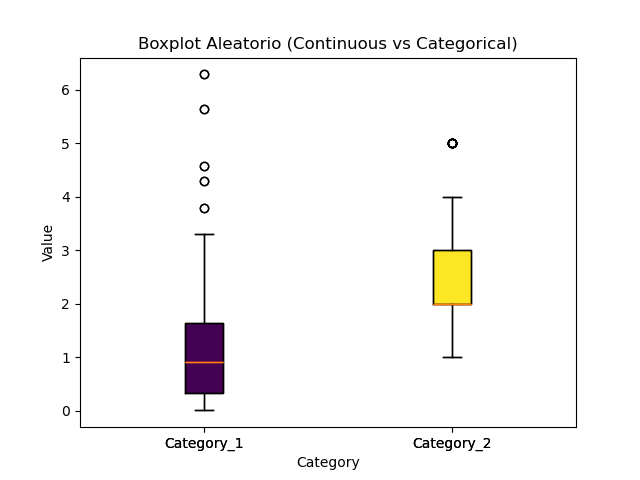 Boxplot Aleatorio (Continuous vs Categorical)
6
5
4
3
2
1
0
Value
Category_1
Category_2
Category